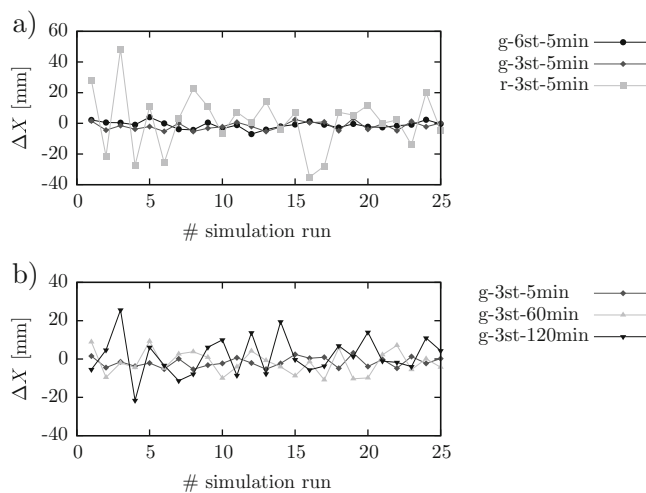 a)
60
40
20
0
-20
-40
ΔX [mm]
0 5 10 15 20 25
# simulation run
g-6st-5min
g-3st-5min
r-3st-5min
b)
40
20
0
-20
-40
ΔX [mm]
0 5 10 15 20 25
# simulation run
g-3st-5min
g-3st-60min
g-3st-120min